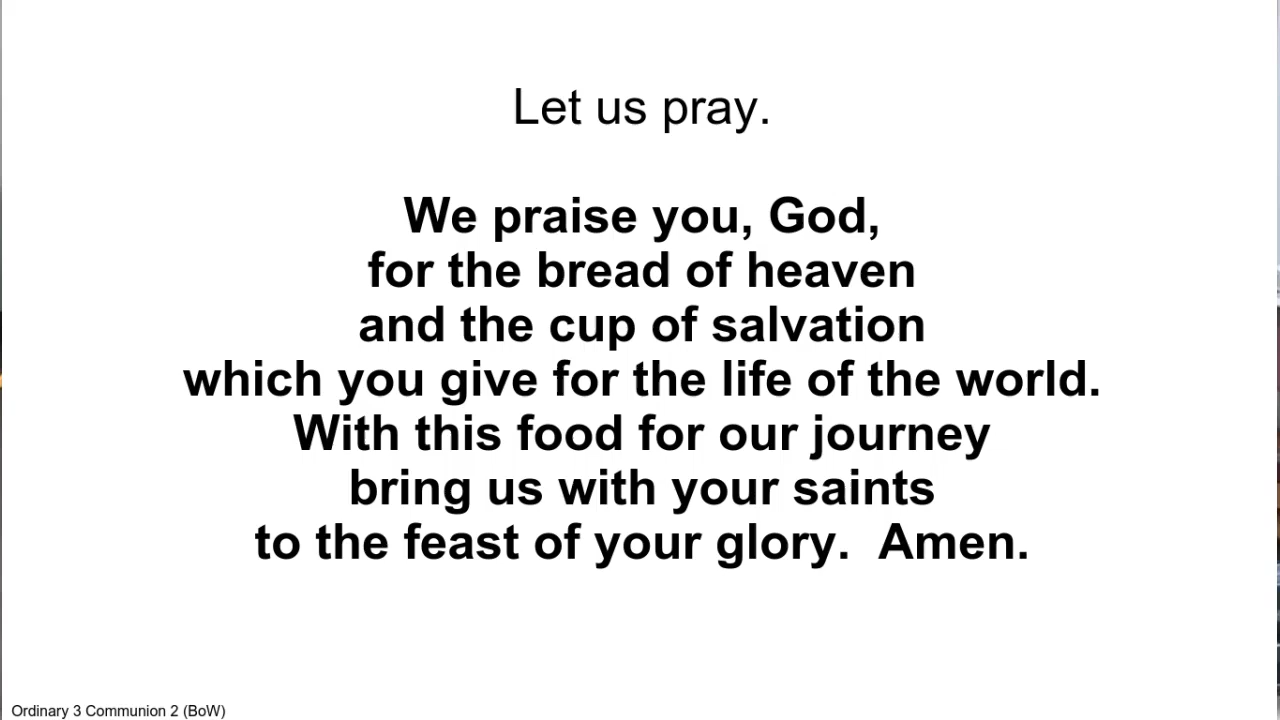 Let us pray.
We praise you, God,
for the bread of heaven
and the cup of salvation
which you give for the life of the world.
With this food for our journey
bring us with your saints
to the feast of your glory.  Amen.
Ordinary 3 Communion 2 (BoW)